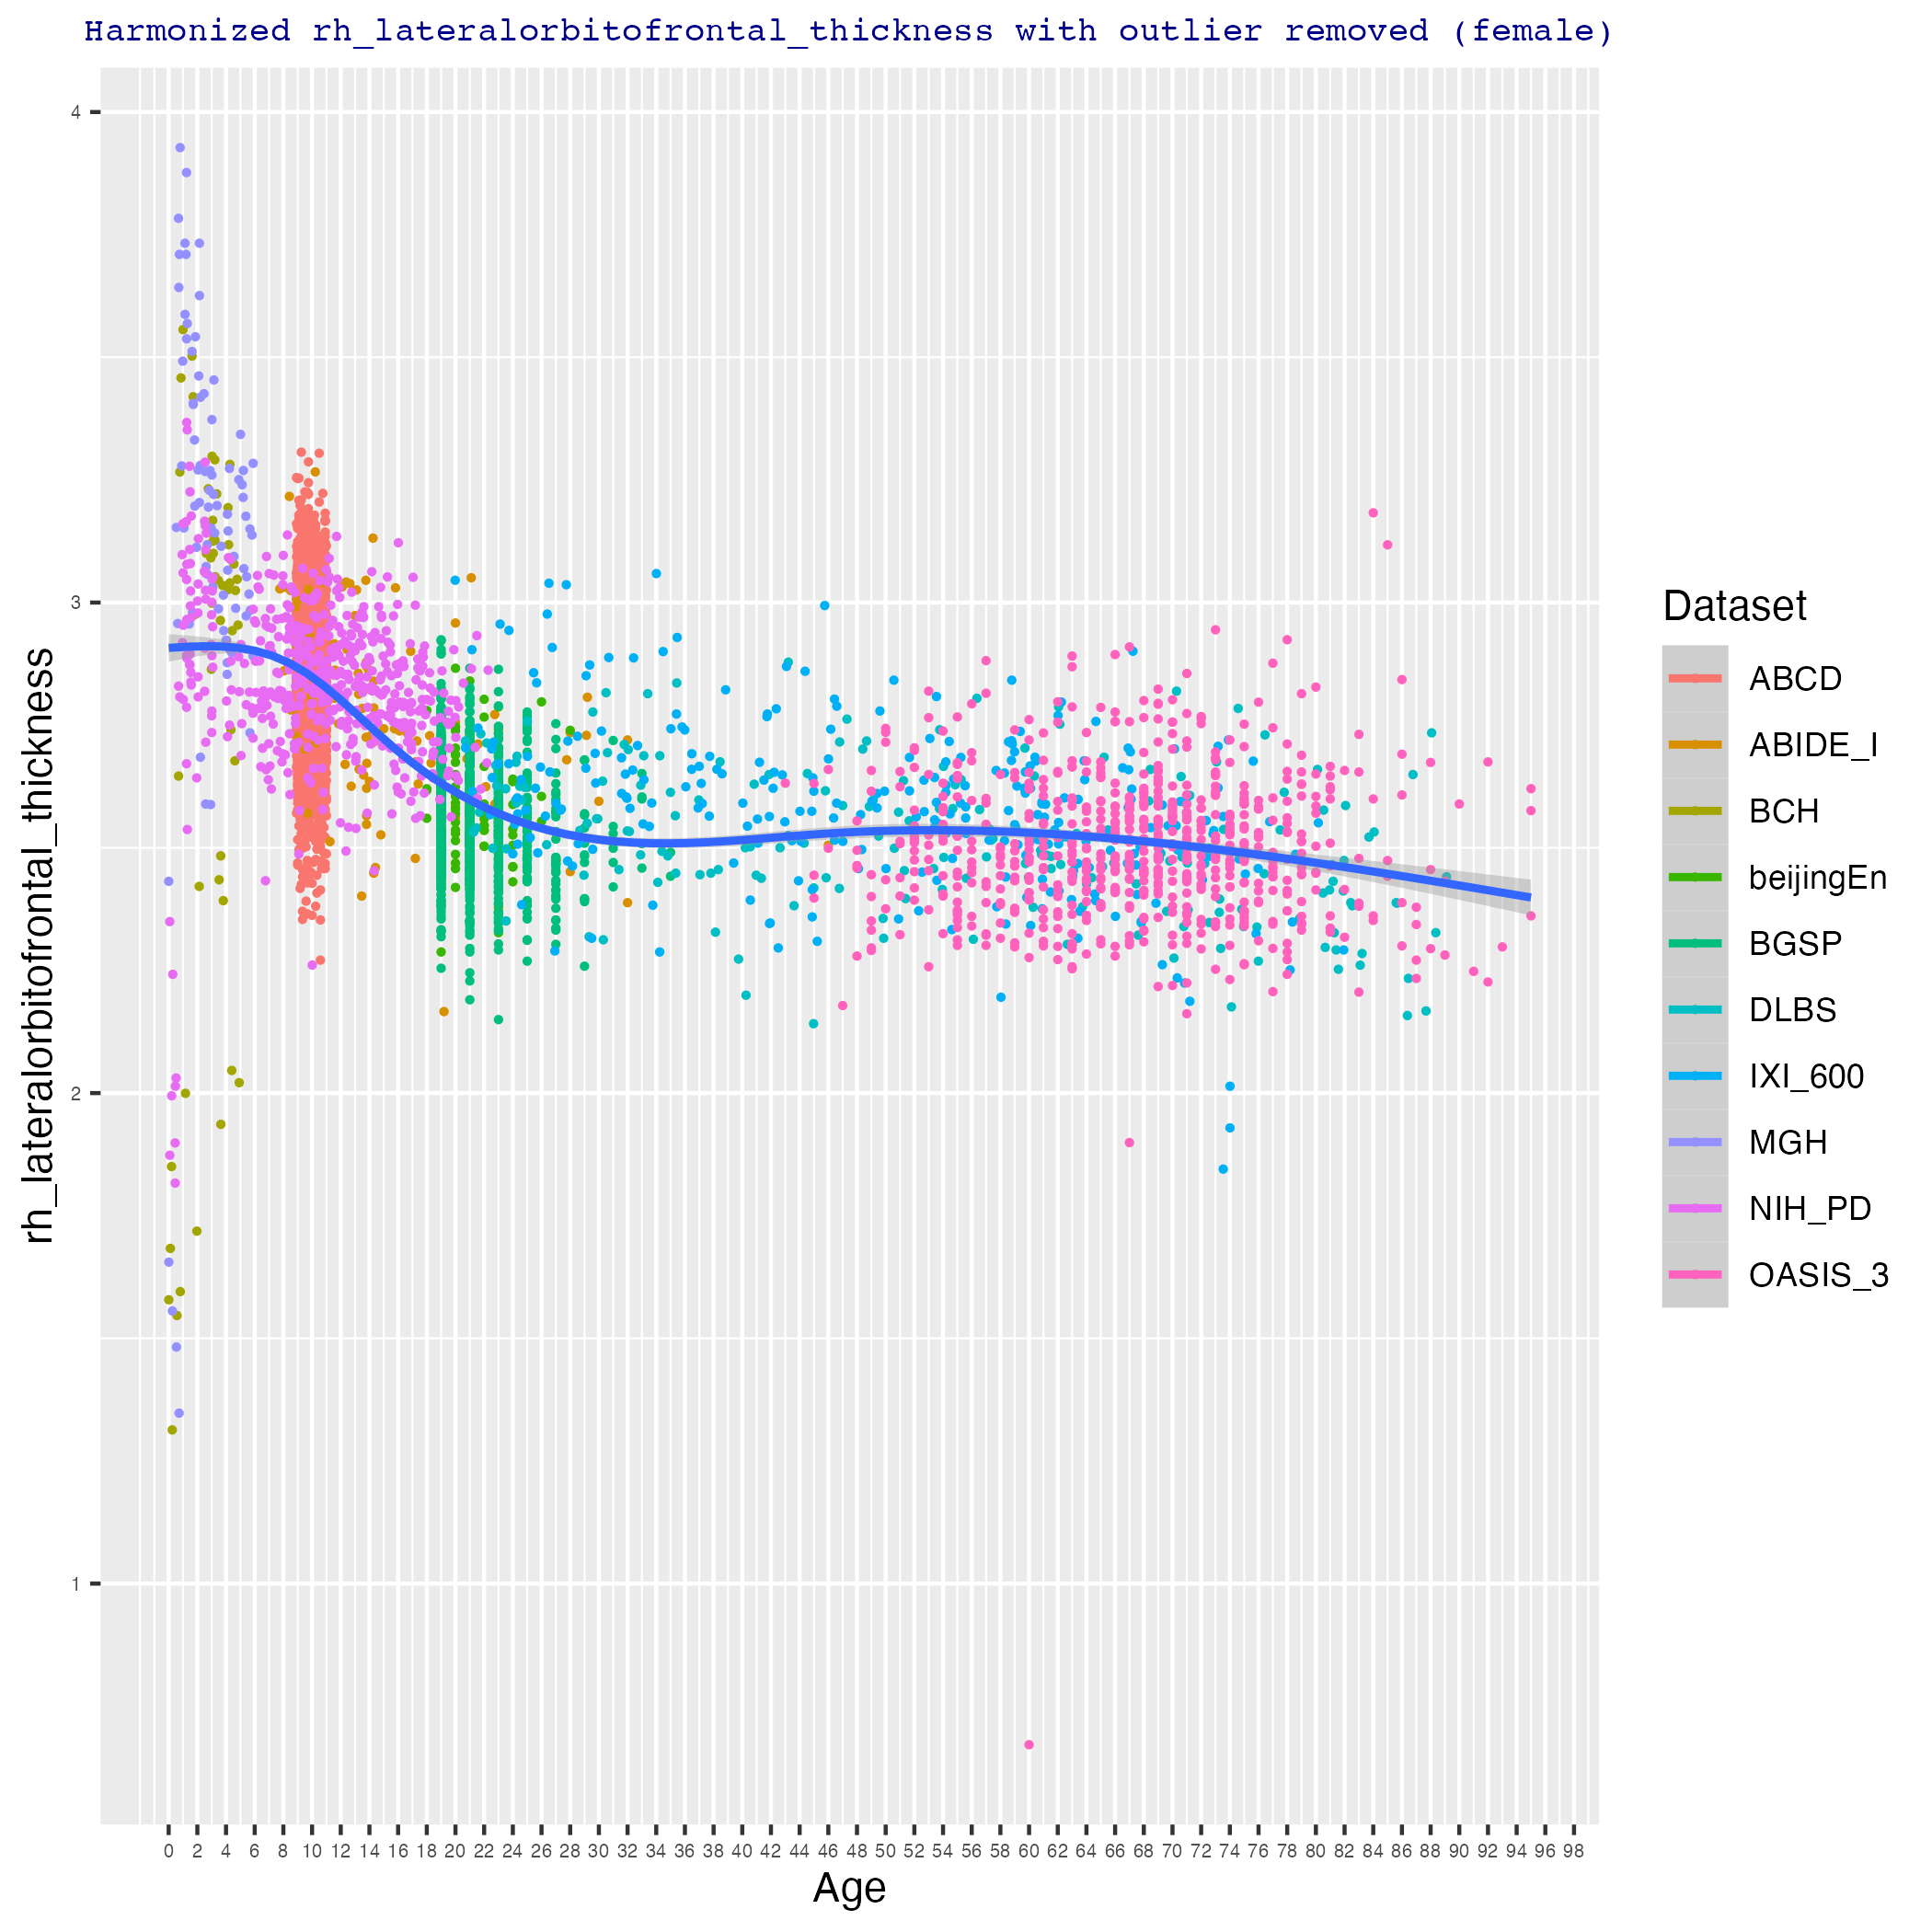 Harmonized rh_lateralorbitofrontal_thickness with outlier removed (female)
rh_lateralorbitofrontal_thickness
4
3
2
1
0 2 4 6 8 10 12 14 16 18 20 22 24 26 28 30 32 34 36 38 40 42 44 46 48 50 52 54 56 58 60 62 64 66 68 70 72 74 76 78 80 82 84 86 88 90 92 94 96 98
Age
Dataset
ABCD
ABIDE_I
BCH
beijingEn
BGSP
DLBS
IXI_600
MGH
NIH_PD
OASIS_3